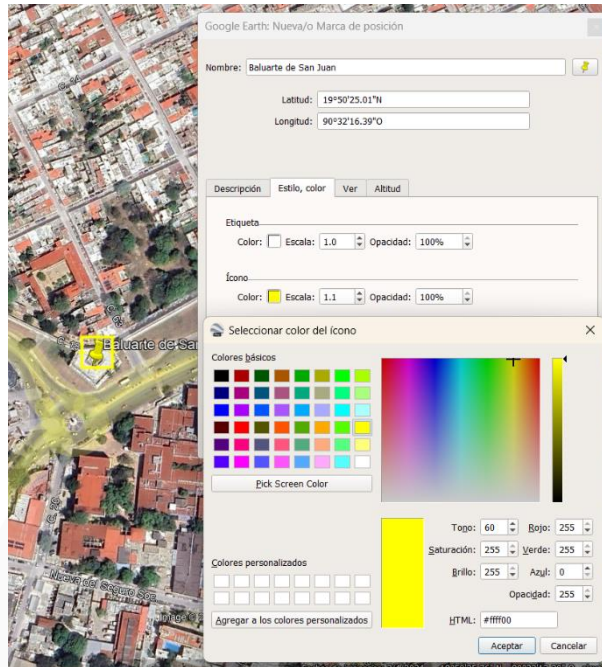 Google Earth: Nueva/o Marca de posición
Nombre: Baluarte de San Juan
Latitud: 19°50'25.01"N
Longitud: 90°32'16.39"O
Descripción Estilo, color Ver Altitud
Etiqueta
Color: Escala: 1.0 Opacidad: 100%
Ícono
Color: Escala: 1.1 Opacidad: 100%
Seleccionar color del ícono
Colores básicos
Pick Screen Color
Tono: 60 Rojo: 255
Saturación: 255 Verde: 255
Brillo: 255 Azul: 0
Opacidad: 255
Colores personalizados
Agregar a los colores personalizados
HTML: #ffff00
Aceptar Cancelar
Baluarte de Sa
Nueva del Seguro Soc